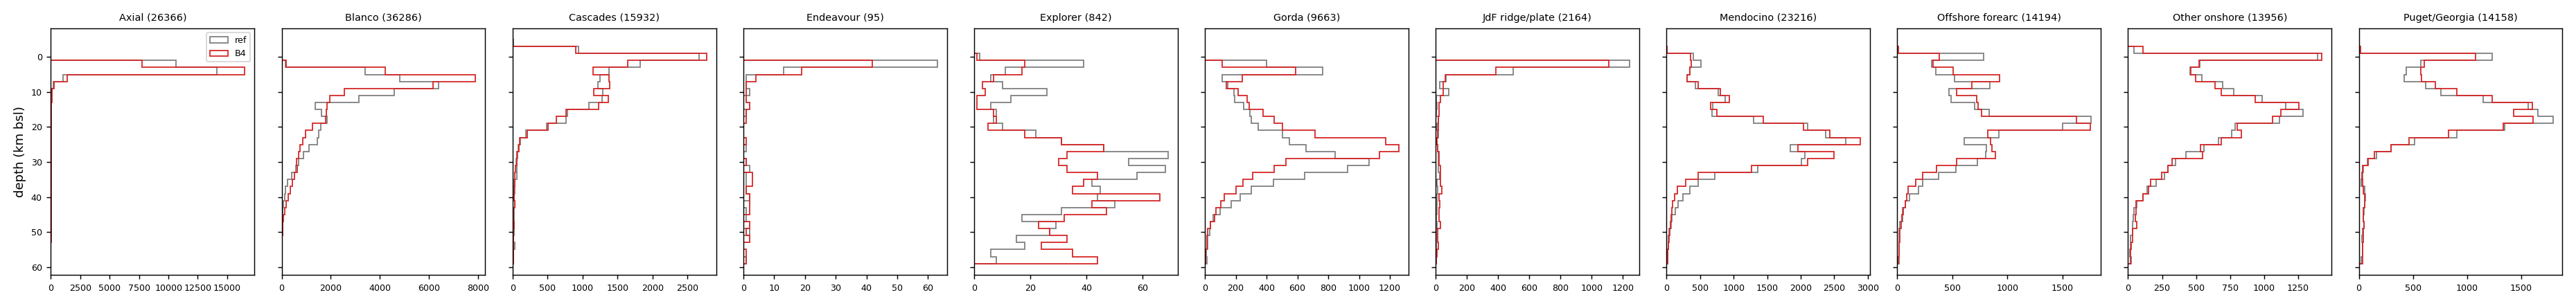 Axial (26366)
Blanco (36286)
Cascades (15932)
Endeavour (95)
Explorer (842)
Gorda (9663)
JdF ridge/plate (2164)
Mendocino (23216)
Offshore forearc (14194)
Other onshore (13956)
Puget/Georgia (14158)
ref
B4
depth (km bsl)
0
10
20
30
40
50
60
0 2500 5000 7500 10000 12500 15000
0 2000 4000 6000 8000
0 500 1000 1500 2000 2500
0 10 20 30 40 50 60
0 20 40 60
0 200 400 600 800 1000 1200
0 200 400 600 800 1000 1200
0 500 1000 1500 2000 2500 3000
0 500 1000 1500
0 250 500 750 1000 1250
0 500 1000 1500